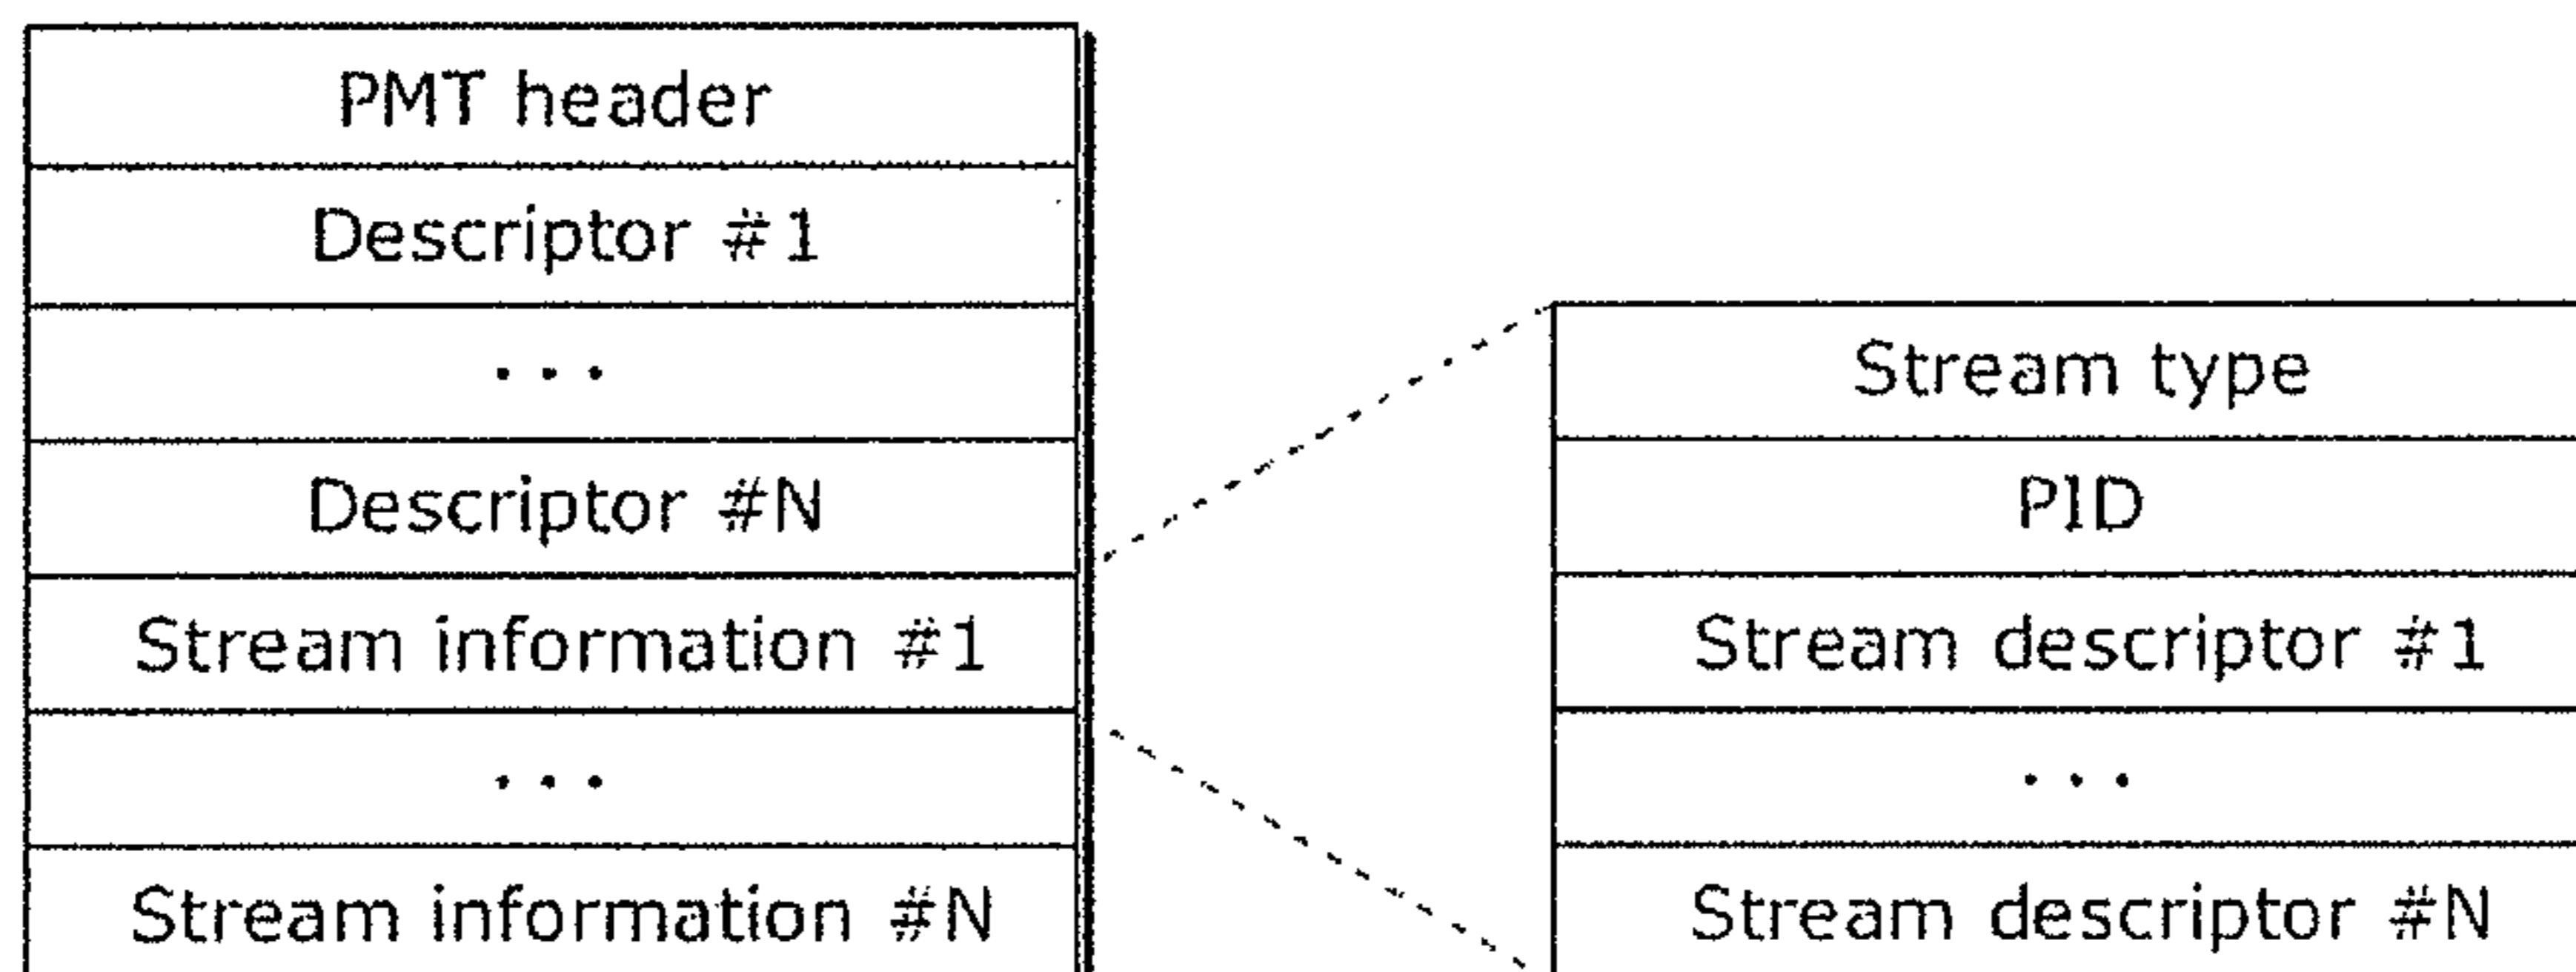 PMT header
Descriptor #1
...
Descriptor #N
Stream information #1
...
Stream information #N
Stream type
PID
Stream descriptor #1
...
Stream descriptor #N